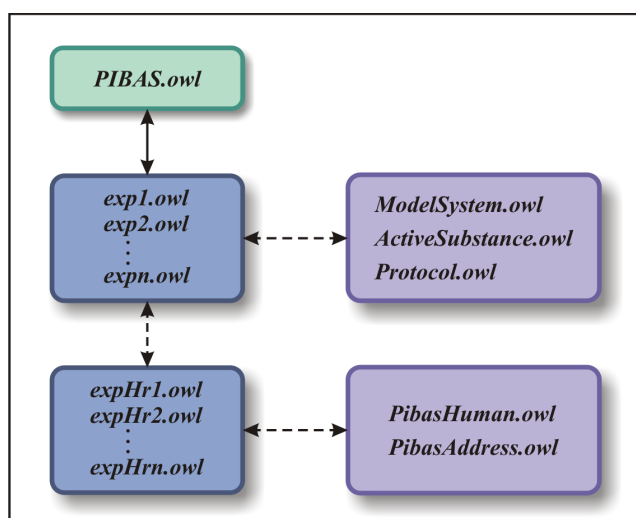 PIBAS.owl
exp1.owl
exp2.owl
⋮
expn.owl
ModelSystem.owl
ActiveSubstance.owl
Protocol.owl
expHr1.owl
expHr2.owl
⋮
expHrn.owl
PibasHuman.owl
PibasAddress.owl